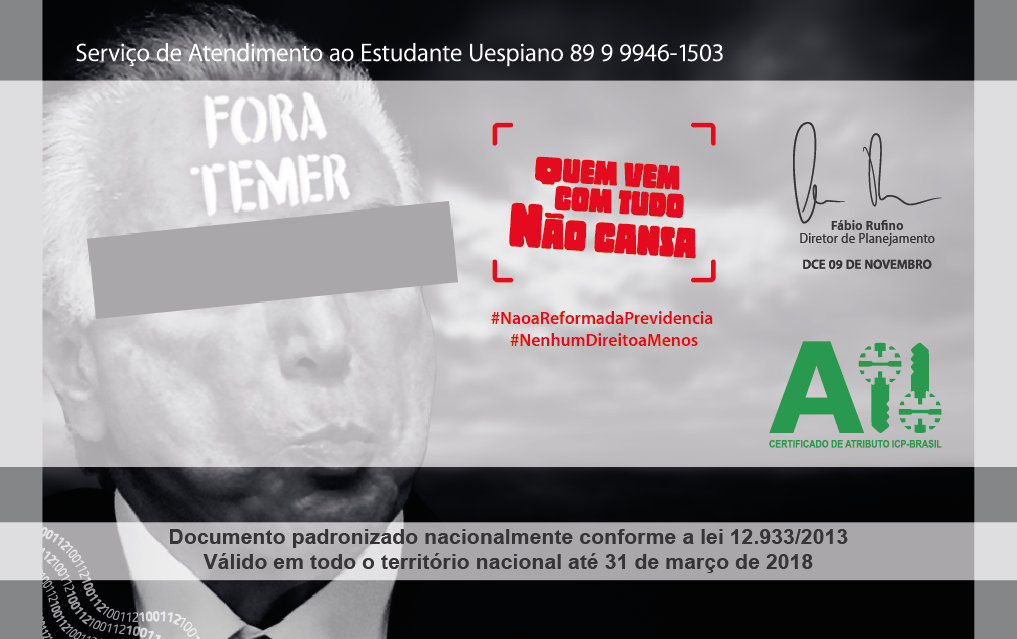 Serviço de Atendimento ao Estudante Uespiano 89 9 9946-1503
FORA
TEMER
QUEM VEM
COM TUDO
NÃO CANSA
#NaoaReformadaPrevidencia
#NenhumDireitoaMenos
Fábio Rufino
Diretor de Planejamento
DCE 09 DE NOVEMBRO
A
CERTIFICADO DE ATRIBUTO ICP-BRASIL
Documento padronizado nacionalmente conforme a lei 12.933/2013
Válido em todo o território nacional até 31 de março de 2018